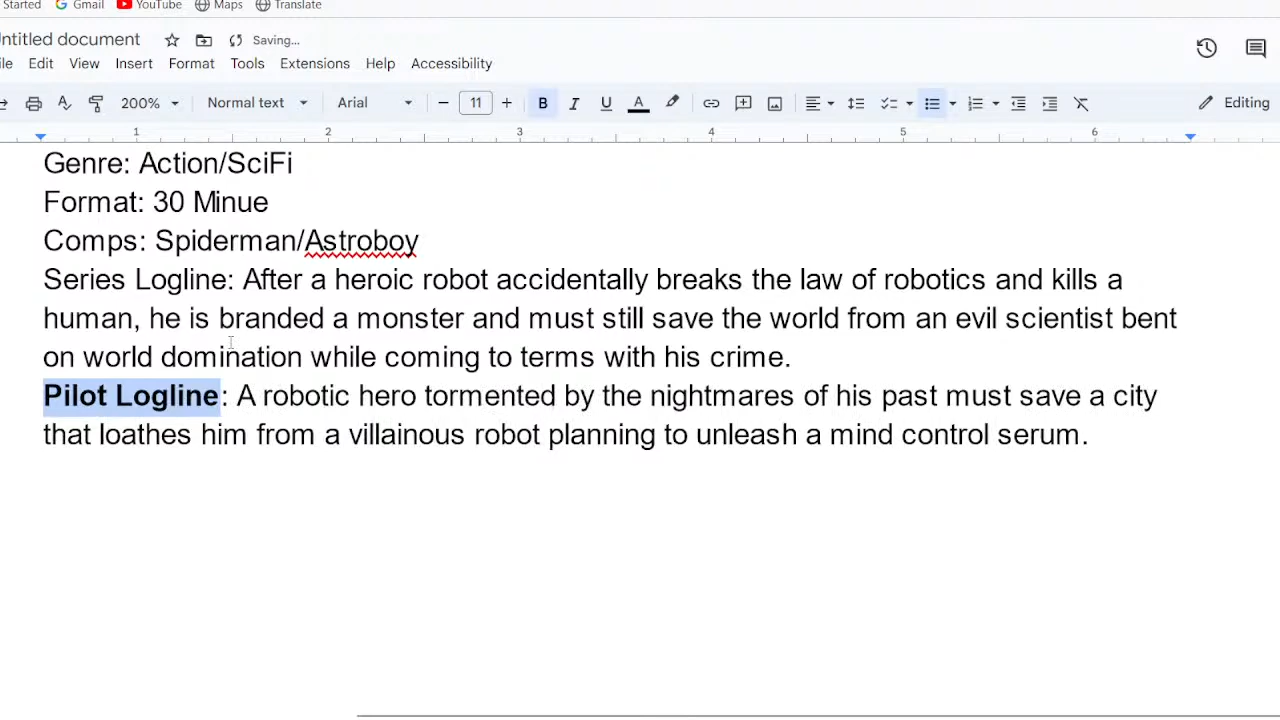 Started Gmail YouTube Maps Translate
ntitled document Saving...
ile Edit View Insert Format Tools Extensions Help Accessibility
200% Normal text Arial − 11 + B I U A Editing
1 2 3 4 5 6
Genre: Action/SciFi
Format: 30 Minue
Comps: Spiderman/Astroboy
Series Logline: After a heroic robot accidentally breaks the law of robotics and kills a
human, he is branded a monster and must still save the world from an evil scientist bent
on world domination while coming to terms with his crime.
Pilot Logline: A robotic hero tormented by the nightmares of his past must save a city
that loathes him from a villainous robot planning to unleash a mind control serum.